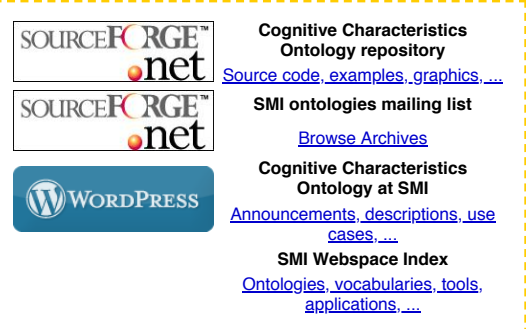 SOURCEFORGE™
.net
Cognitive Characteristics
Ontology repository
Source code, examples, graphics, ...
SOURCEFORGE™
.net
SMI ontologies mailing list
Browse Archives
WORDPRESS
Cognitive Characteristics
Ontology at SMI
Announcements, descriptions, use
cases, ...
SMI Webspace Index
Ontologies, vocabularies, tools,
applications, ...